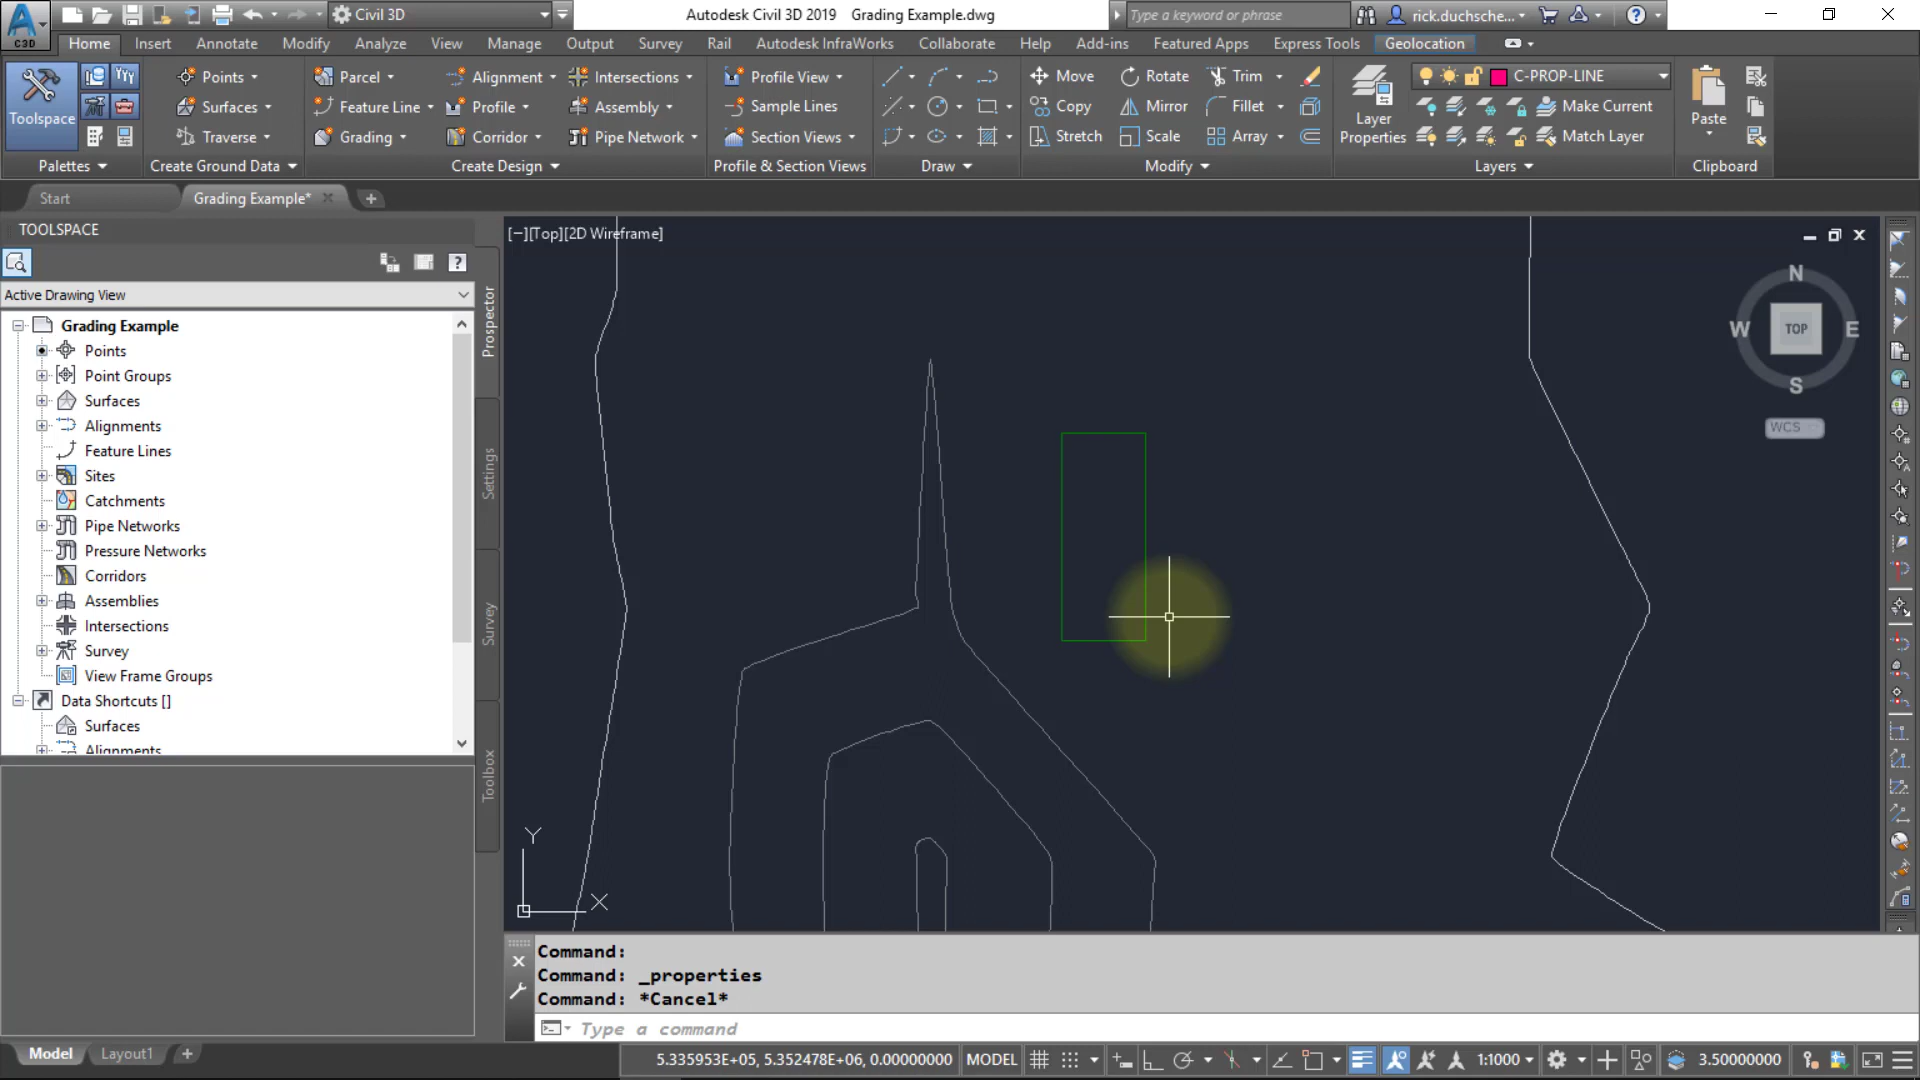 Civil 3D
Autodesk Civil 3D 2019 Grading Example.dwg
Type a keyword or phrase
rick.duchsche...
C3D
Home Insert Annotate Modify Analyze View Manage Output Survey Rail Autodesk InfraWorks Collaborate Help Add-ins Featured Apps Express Tools Geolocation
Points Parcel Alignment Intersections Profile View Move Rotate Trim C-PROP-LINE
Surfaces Feature Line Profile Assembly Sample Lines Copy Mirror Fillet Make Current
Toolspace Layer Properties Paste
Traverse Grading Corridor Pipe Network Section Views Stretch Scale Array Match Layer
Palettes Create Ground Data Create Design Profile & Section Views Draw Modify Layers Clipboard
Start Grading Example*
TOOLSPACE
[−][Top][2D Wireframe]
Active Drawing View
Grading Example
Points
Point Groups
Surfaces
Alignments
Feature Lines
Sites
Catchments
Pipe Networks
Pressure Networks
Corridors
Assemblies
Intersections
Survey
View Frame Groups
Data Shortcuts []
Surfaces
Alignments
Prospector
Settings
Survey
Toolbox
N
W TOP E
S
WCS
Y
X
Command:
Command: _properties
Command: *Cancel*
Type a command
Model Layout1
5.335953E+05, 5.352478E+06, 0.00000000 MODEL 1:1000 3.50000000